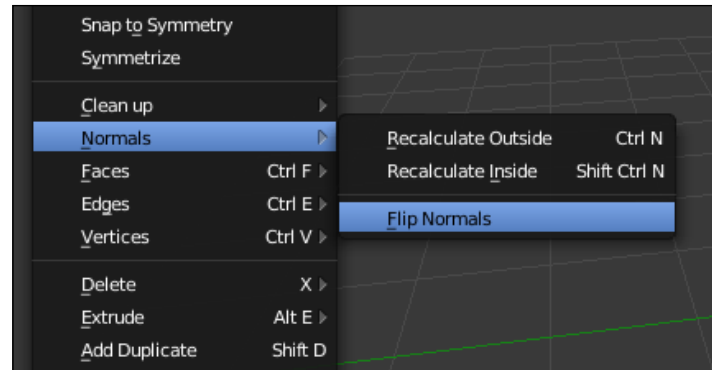 Snap to Symmetry
Symmetrize
Clean up
Normals
Faces Ctrl F
Edges Ctrl E
Vertices Ctrl V
Delete X
Extrude Alt E
Add Duplicate Shift D
Recalculate Outside Ctrl N
Recalculate Inside Shift Ctrl N
Flip Normals